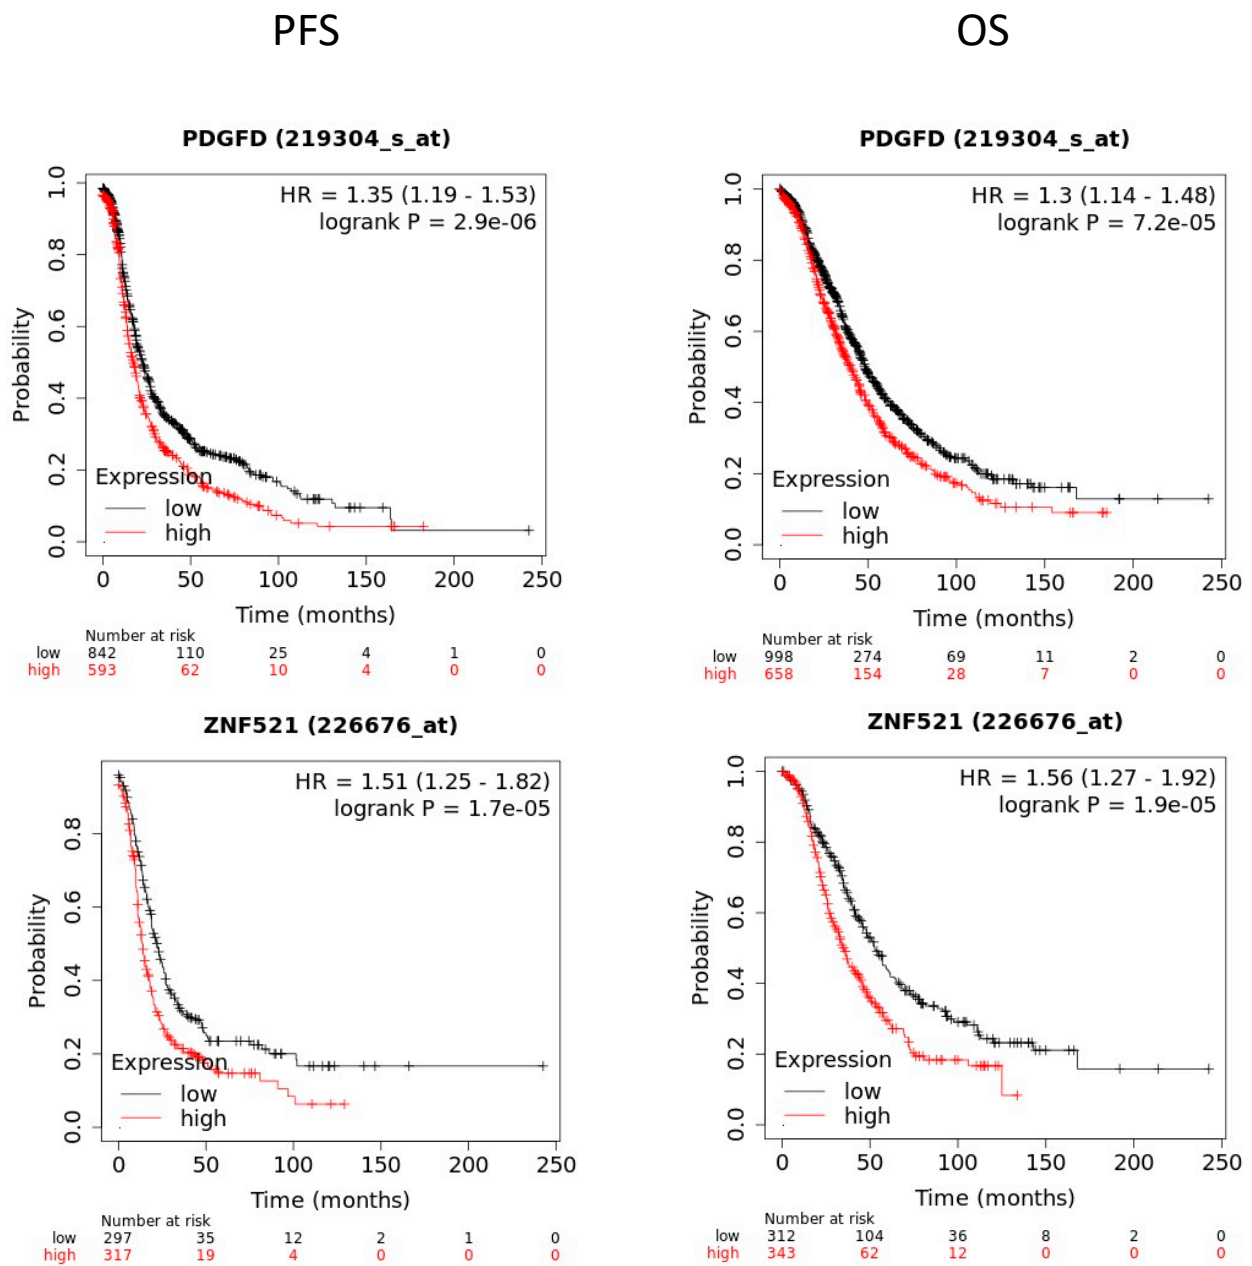 PFS
OS
PDGFD (219304_s_at)
HR = 1.35 (1.19 - 1.53)
logrank P = 2.9e-06
Probability
0.0 0.2 0.4 0.6 0.8 1.0
Expression
low
high
0 50 100 150 200 250
Time (months)
Number at risk
low 842 110 25 4 1 0
high 593 62 10 4 0 0
PDGFD (219304_s_at)
HR = 1.3 (1.14 - 1.48)
logrank P = 7.2e-05
Probability
0.0 0.2 0.4 0.6 0.8 1.0
Expression
low
high
0 50 100 150 200 250
Time (months)
Number at risk
low 998 274 69 11 2 0
high 658 154 28 7 0 0
ZNF521 (226676_at)
HR = 1.51 (1.25 - 1.82)
logrank P = 1.7e-05
Probability
0.0 0.2 0.4 0.6 0.8
Expression
low
high
0 50 100 150 200 250
Time (months)
Number at risk
low 297 35 12 2 1 0
high 317 19 4 0 0 0
ZNF521 (226676_at)
HR = 1.56 (1.27 - 1.92)
logrank P = 1.9e-05
Probability
0.0 0.2 0.4 0.6 0.8 1.0
Expression
low
high
0 50 100 150 200 250
Time (months)
Number at risk
low 312 104 36 8 2 0
high 343 62 12 0 0 0